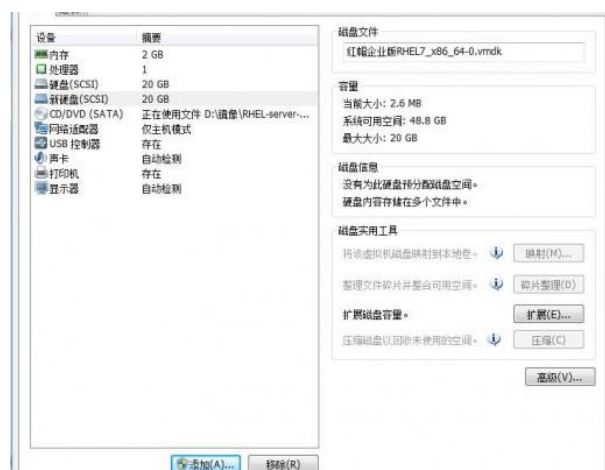 设备 摘要
内存 2 GB
处理器 1
硬盘(SCSI) 20 GB
新硬盘(SCSI) 20 GB
CD/DVD (SATA) 正在使用文件 D:\镜像\RHEL-server-...
网络适配器 仅主机模式
USB 控制器 存在
声卡 自动检测
打印机 存在
显示器 自动检测
添加(A)... 移除(R)
磁盘文件
红帽企业版RHEL7_x86_64-0.vmdk
容量
当前大小: 2.6 MB
系统可用空间: 48.8 GB
最大大小: 20 GB
磁盘信息
没有为此硬盘预分配磁盘空间。
硬盘内容存储在多个文件中。
磁盘实用工具
将该虚拟机磁盘映射到本地卷。 映射(M)...
整理文件碎片并整合可用空间。 碎片整理(D)
扩展磁盘容量。 扩展(E)...
压缩磁盘以回收未使用的空间。 压缩(C)
高级(V)...